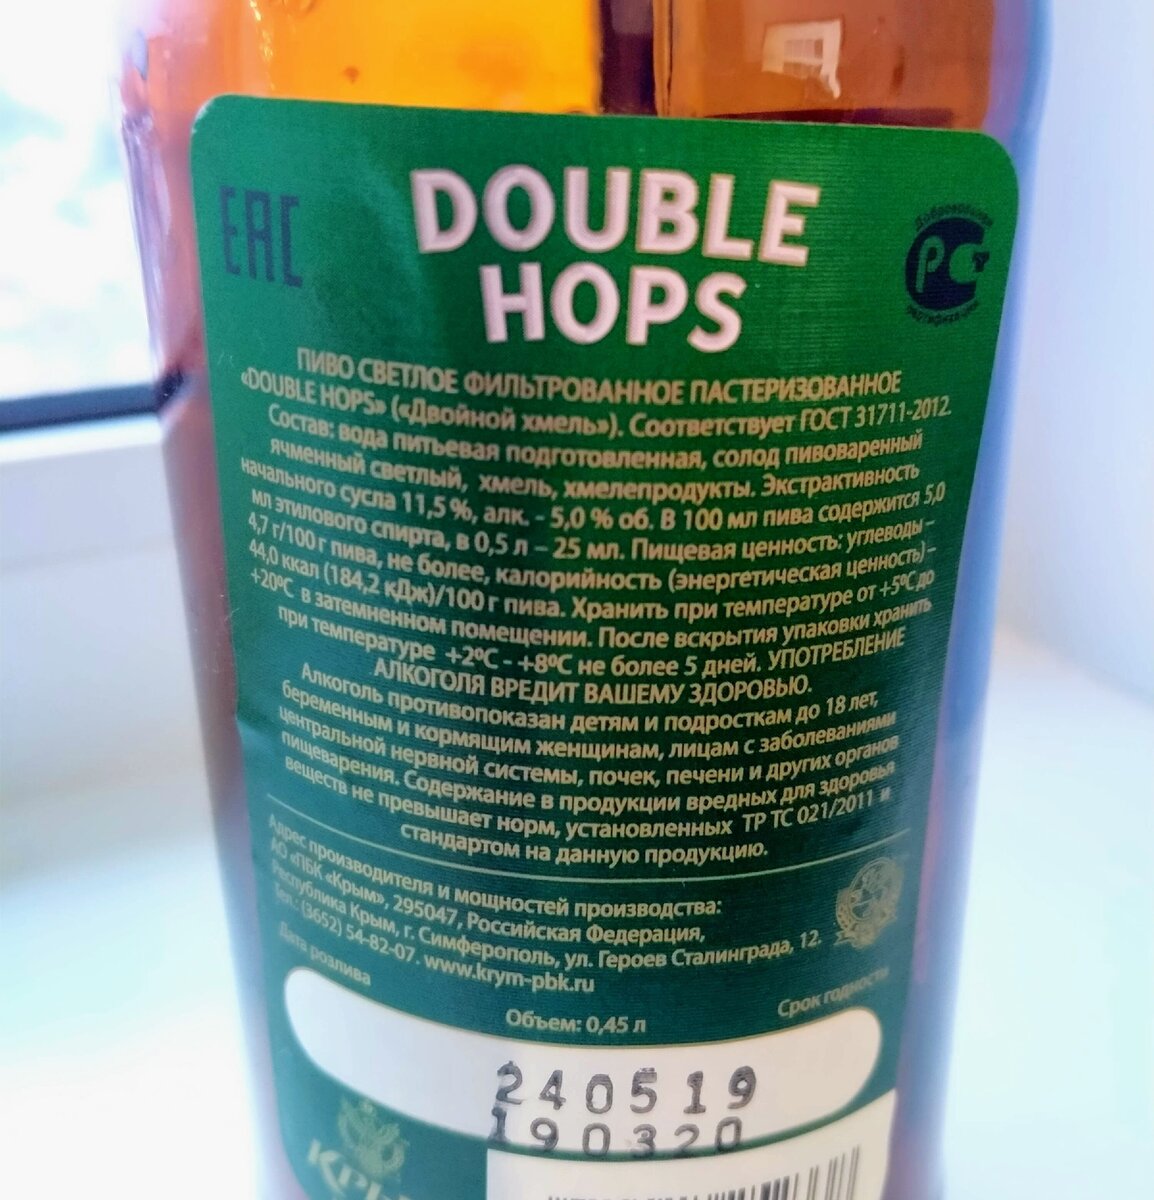 EAC
DOUBLE
HOPS
Добровольная
РСТ
сертификация
ПИВО СВЕТЛОЕ ФИЛЬТРОВАННОЕ ПАСТЕРИЗОВАННОЕ
«DOUBLE HOPS» («Двойной хмель»). Соответствует ГОСТ 31711-2012.
Состав: вода питьевая подготовленная, солод пивоваренный
ячменный светлый, хмель, хмелепродукты. Экстрактивность
начального сусла 11,5%, алк. - 5,0 % об. В 100 мл пива содержится 5,0
мл этилового спирта, в 0,5 л – 25 мл. Пищевая ценность: углеводы –
4,7 г/100 г пива, не более, калорийность (энергетическая ценность) –
44,0 ккал (184,2 кДж)/100 г пива. Хранить при температуре от +5ºС до
+20ºС в затемненном помещении. После вскрытия упаковки хранить
при температуре +2ºС - +8ºС не более 5 дней. УПОТРЕБЛЕНИЕ
АЛКОГОЛЯ ВРЕДИТ ВАШЕМУ ЗДОРОВЬЮ.
Алкоголь противопоказан детям и подросткам до 18 лет,
беременным и кормящим женщинам, лицам с заболеваниями
центральной нервной системы, почек, печени и других органов
пищеварения. Содержание в продукции вредных для здоровья
веществ не превышает норм, установленных ТР ТС 021/2011 и
стандартом на данную продукцию.
Адрес производителя и мощностей производства:
АО «ПБК «Крым», 295047, Российская Федерация,
Республика Крым, г. Симферополь, ул. Героев Сталинграда, 12.
Тел.: (3652) 54-82-07. www.krym-pbk.ru
Дата розлива
Срок годности
Объем: 0,45 л
240519
190320
КРЫМ